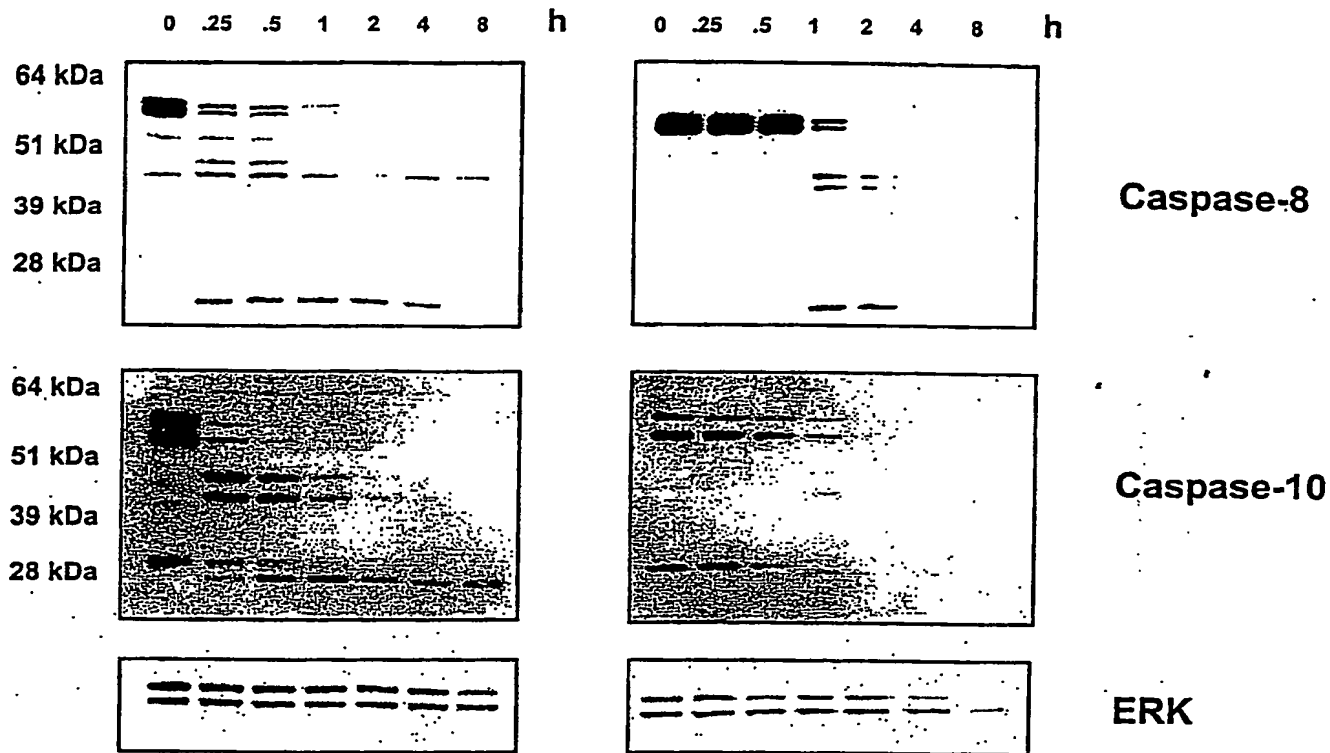 0 .25 .5 1 2 4 8 h
0 .25 .5 1 2 4 8 h
64 kDa
51 kDa
39 kDa
28 kDa
Caspase-8
64 kDa
51 kDa
39 kDa
28 kDa
Caspase-10
ERK